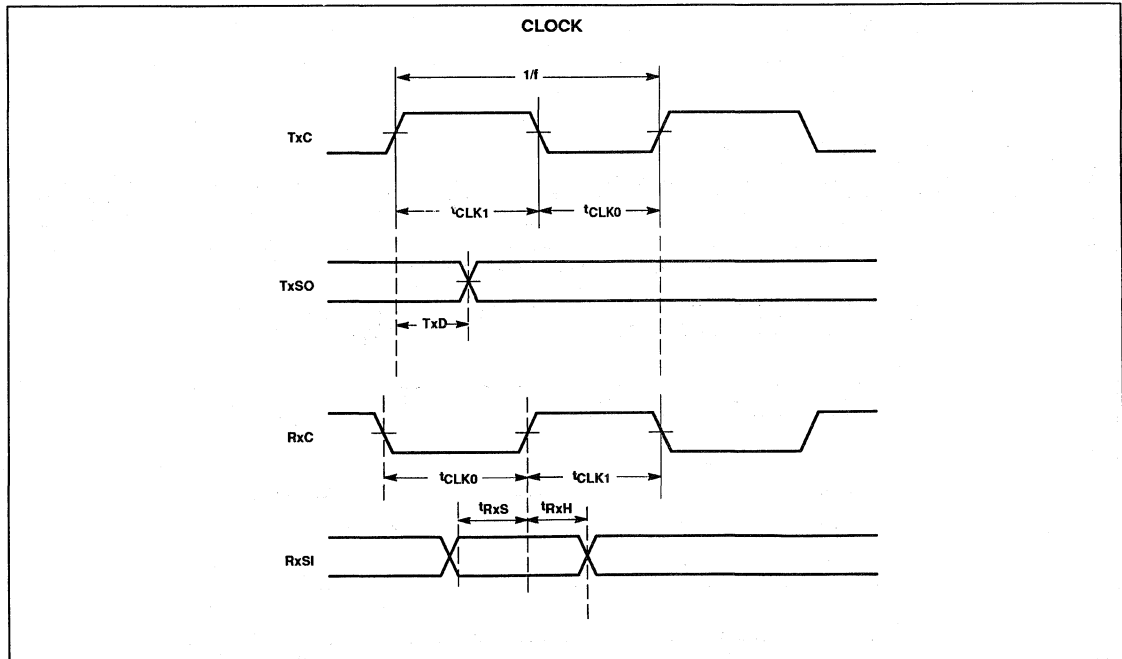 CLOCK
1/f
TxC
tCLK1
tCLK0
TxSO
TxD
RxC
tCLK0
tCLK1
tRxS
tRxH
RxSI